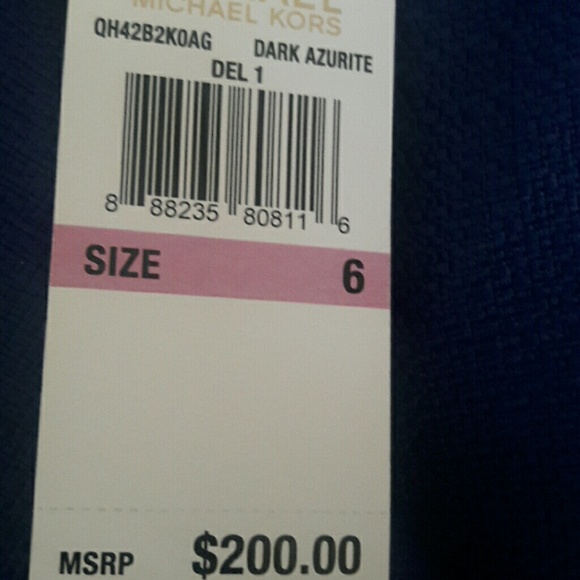 MICHAEL KORS
QH42B2K0AG DARK AZURITE
DEL 1
8 88235 80811 6
SIZE 6
MSRP $200.00